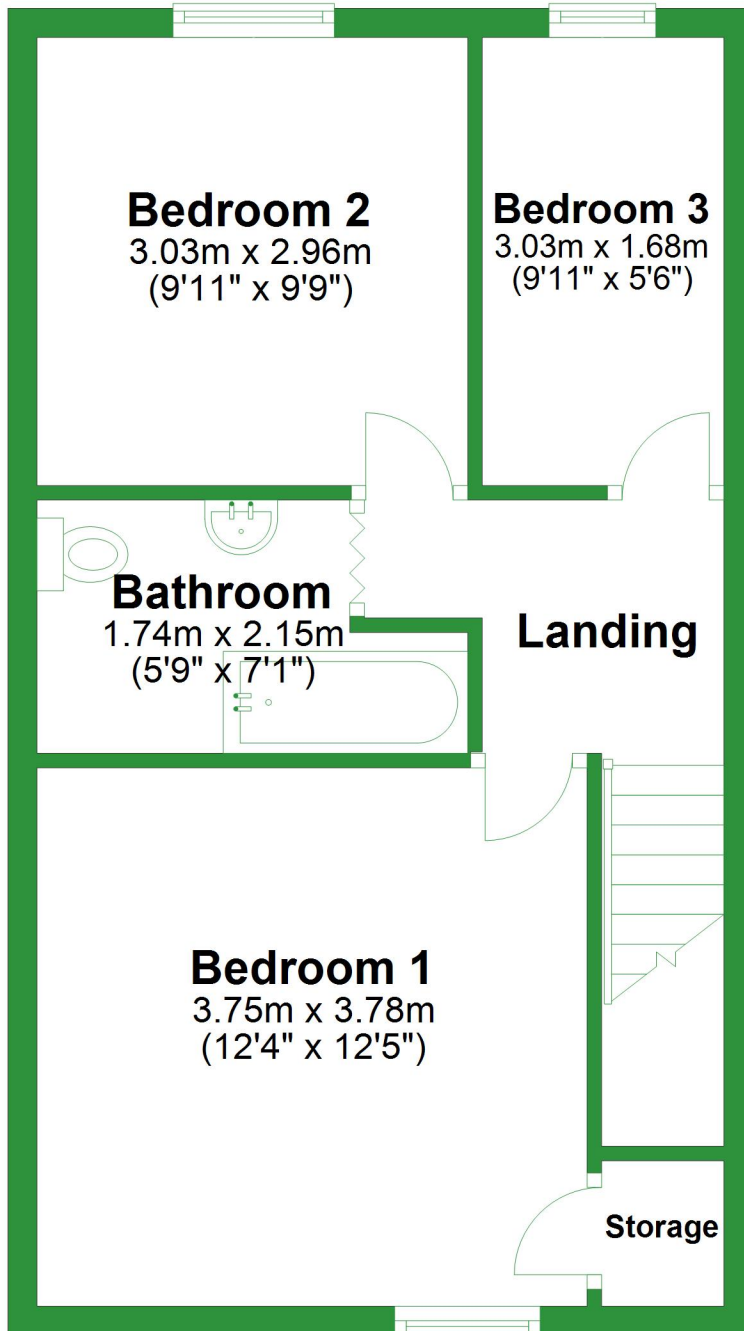 Bedroom 2
3.03m x 2.96m
(9'11" x 9'9")
Bedroom 3
3.03m x 1.68m
(9'11" x 5'6")
Bathroom
1.74m x 2.15m
(5'9" x 7'1")
Landing
Bedroom 1
3.75m x 3.78m
(12'4" x 12'5")
Storage